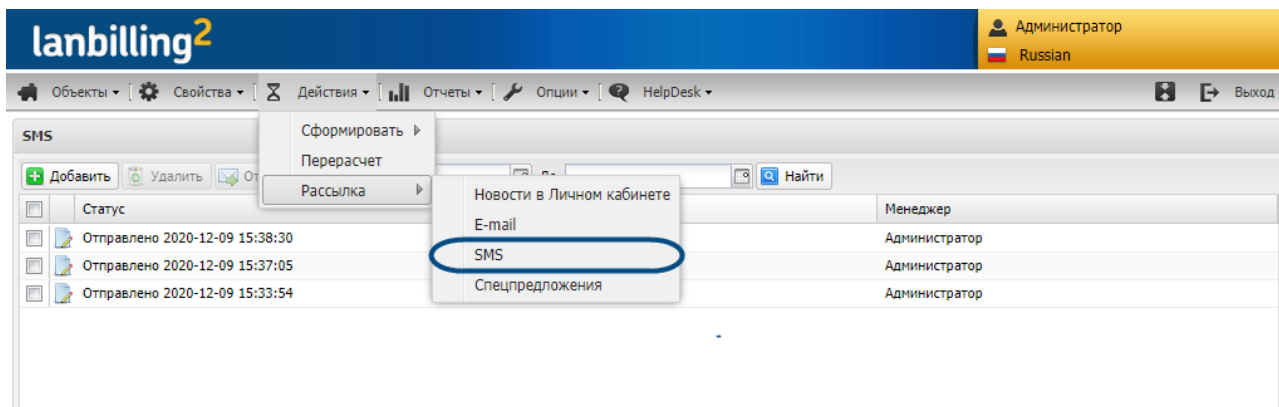 lanbilling2
Администратор
Russian
Объекты [ Свойства [ Действия [ Отчеты [ Опции [ HelpDesk Выход
SMS
Сформировать
Перерасчет
Рассылка
Добавить Удалить Найти
Новости в Личном кабинете
E-mail
SMS
Спецпредложения
Статус Менеджер
Отправлено 2020-12-09 15:38:30 Администратор
Отправлено 2020-12-09 15:37:05 Администратор
Отправлено 2020-12-09 15:33:54 Администратор